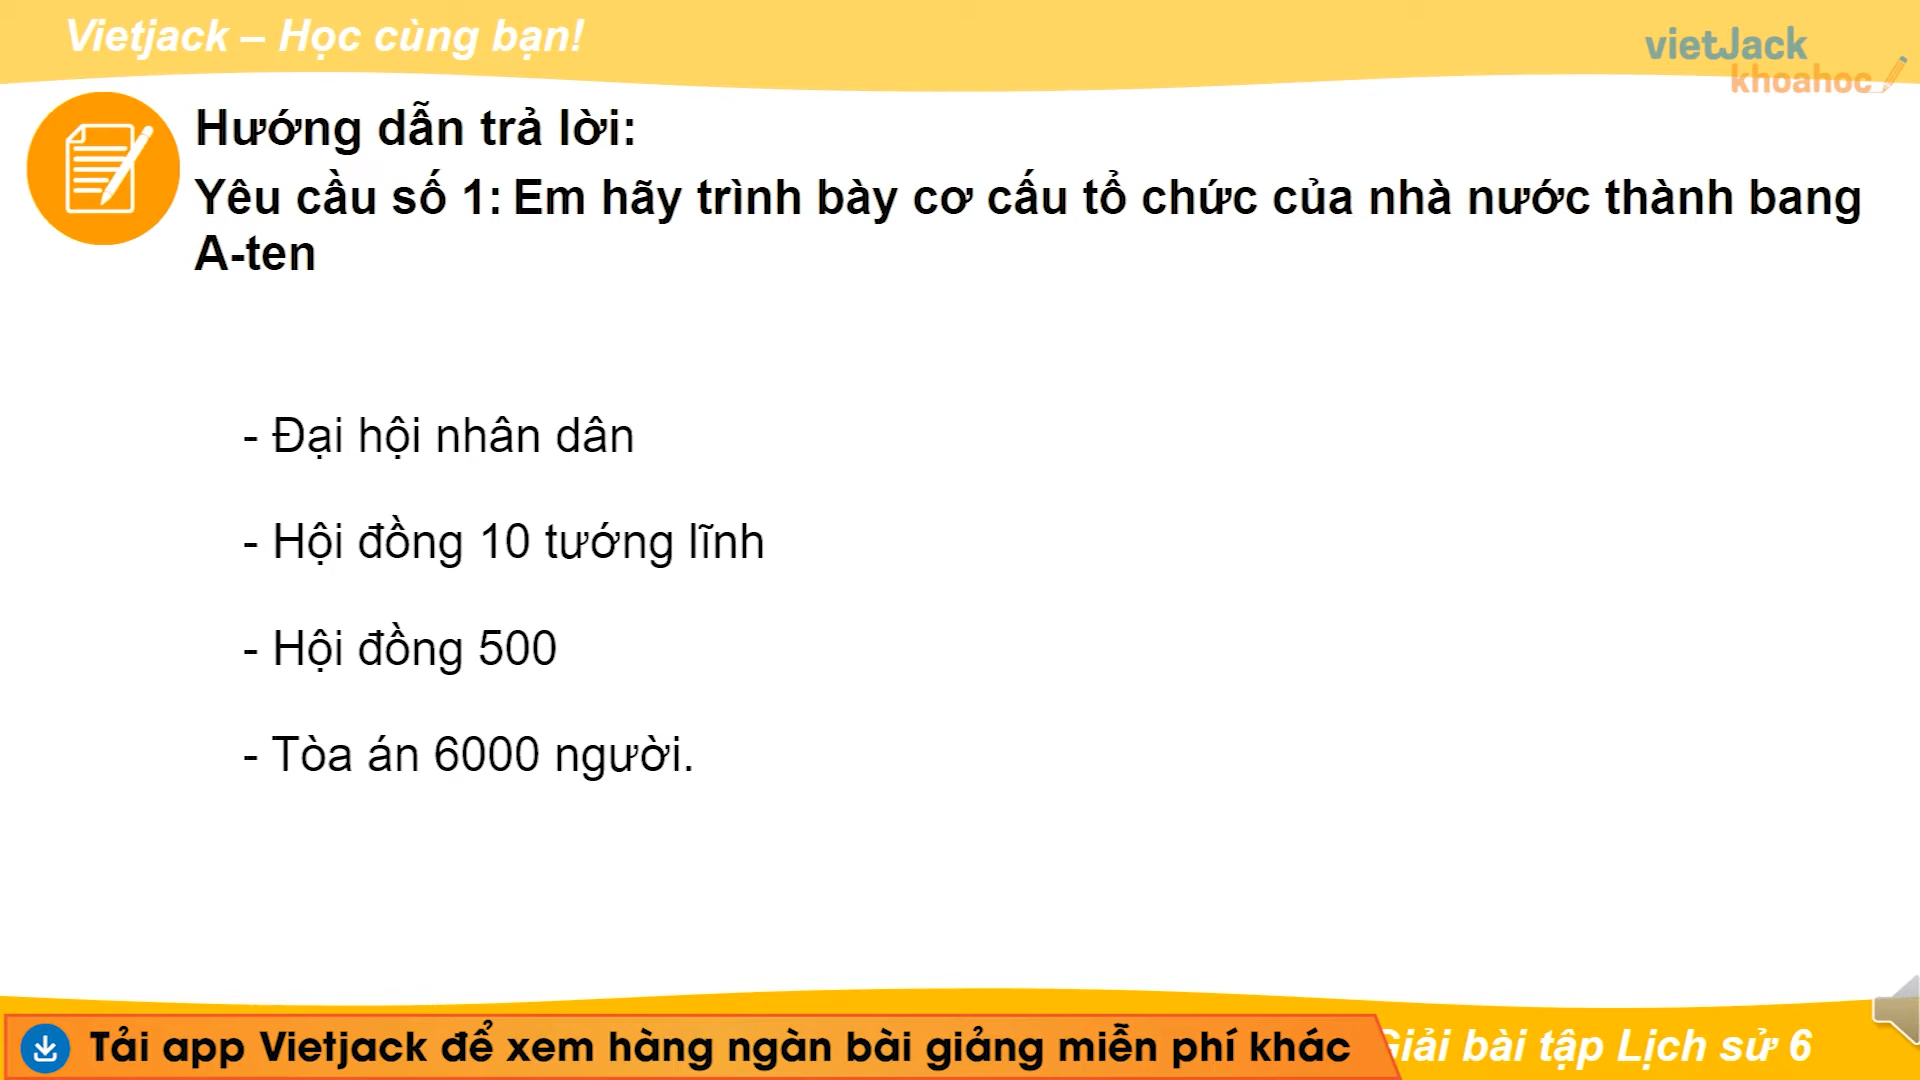 Vietjack – Học cùng bạn!
vietJack
khoahoc
Hướng dẫn trả lời:
Yêu cầu số 1: Em hãy trình bày cơ cấu tổ chức của nhà nước thành bang
A-ten
- Đại hội nhân dân
- Hội đồng 10 tướng lĩnh
- Hội đồng 500
- Tòa án 6000 người.
Tải app Vietjack để xem hàng ngàn bài giảng miễn phí khác
Giải bài tập Lịch sử 6